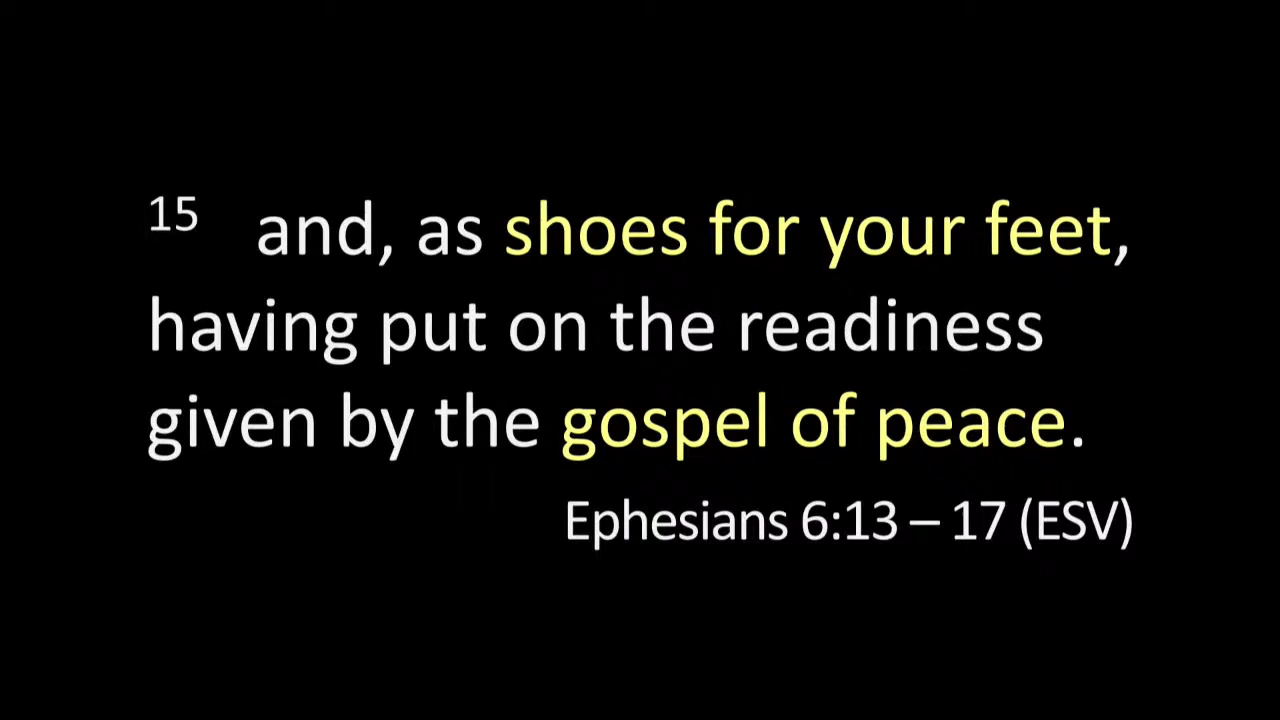 15 and, as shoes for your feet,
having put on the readiness
given by the gospel of peace.
Ephesians 6:13 – 17 (ESV)